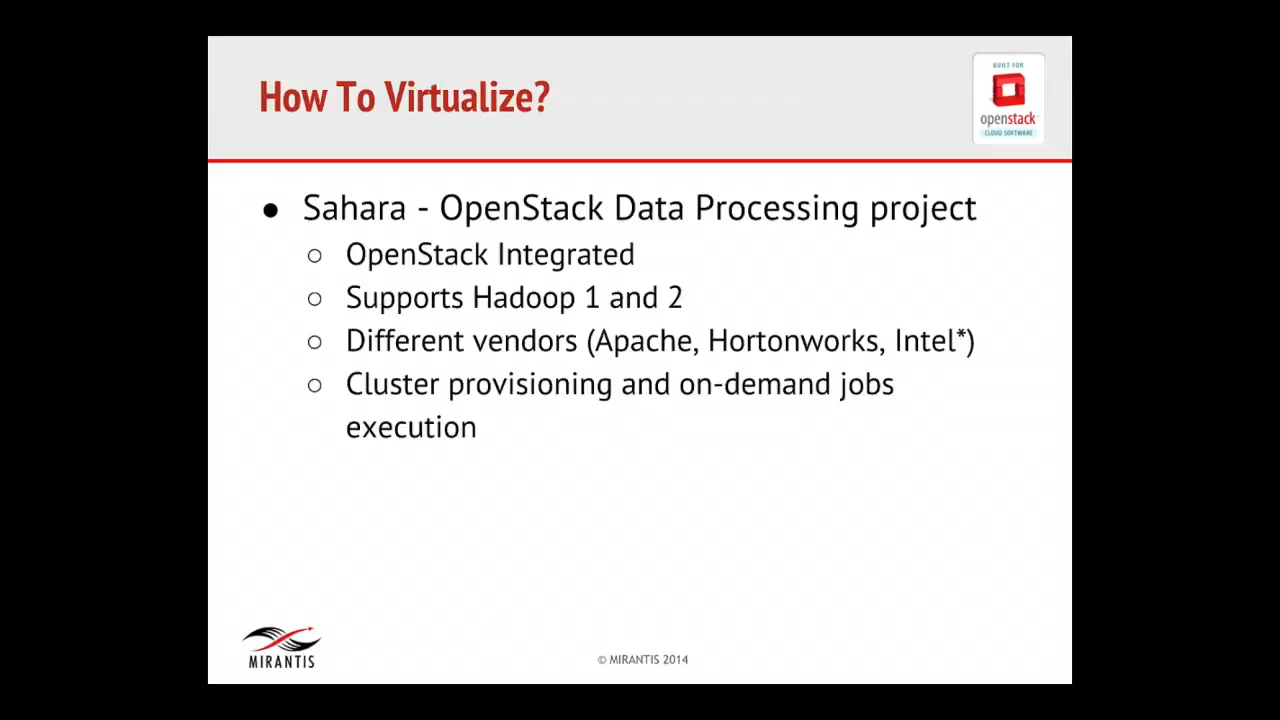 How To Virtualize?
BUILT FOR
openstack
CLOUD SOFTWARE
● Sahara - OpenStack Data Processing project
○ OpenStack Integrated
○ Supports Hadoop 1 and 2
○ Different vendors (Apache, Hortonworks, Intel*)
○ Cluster provisioning and on-demand jobs
execution
MIRANTIS
© MIRANTIS 2014